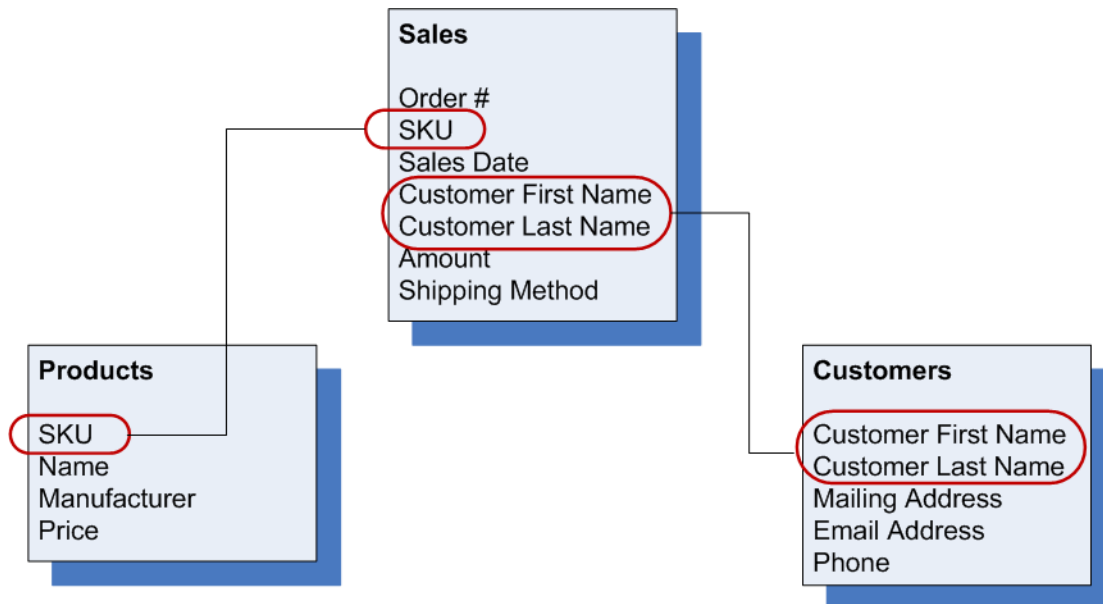 Sales
Order #
SKU
Sales Date
Customer First Name
Customer Last Name
Amount
Shipping Method
Products
SKU
Name
Manufacturer
Price
Customers
Customer First Name
Customer Last Name
Mailing Address
Email Address
Phone